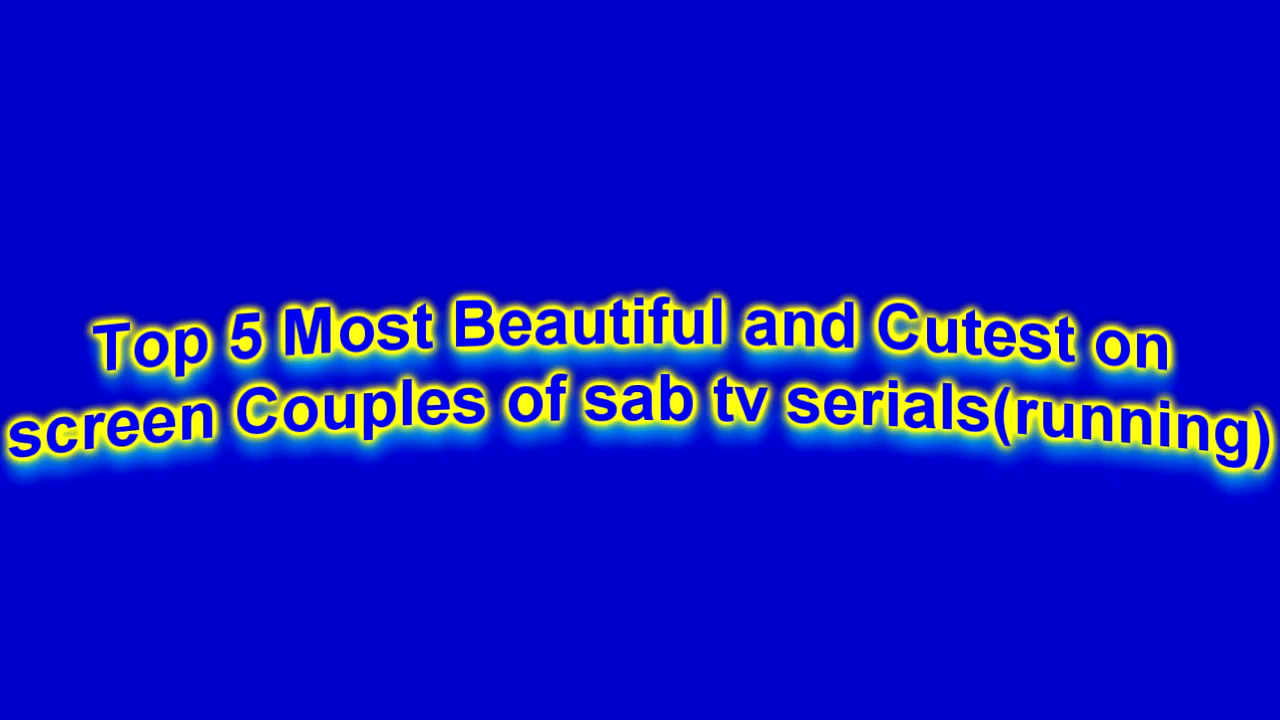 Top 5 Most Beautiful and Cutest on
screen Couples of sab tv serials(running)